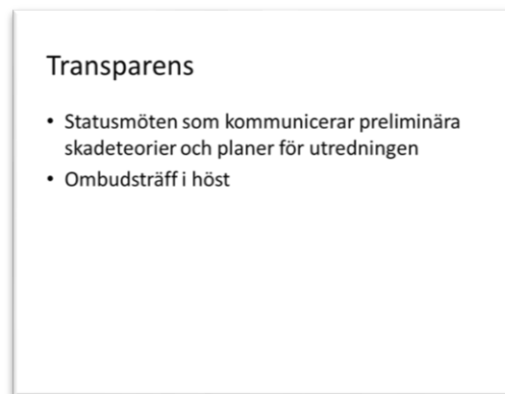 Transparens
• Statusmöten som kommunicerar preliminära
skadeteorier och planer för utredningen
• Ombudsträff i höst